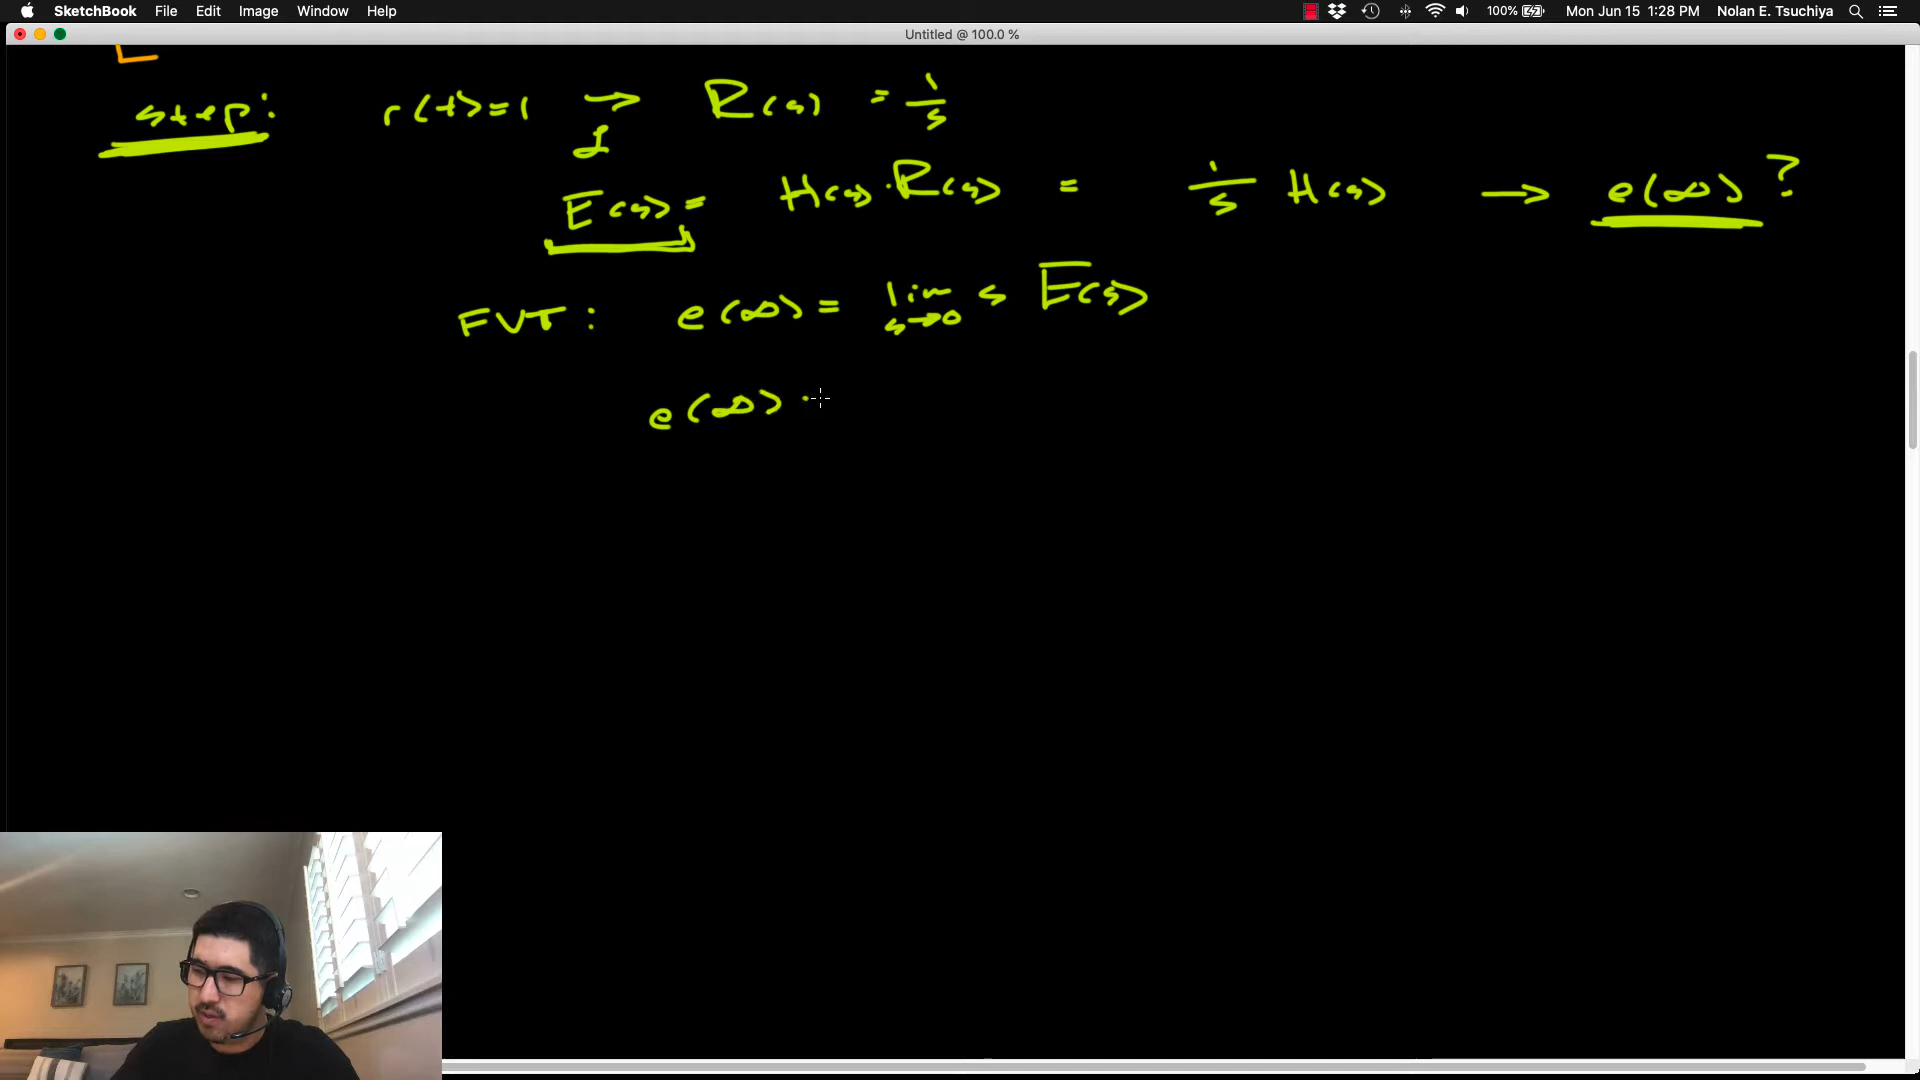 SketchBook File Edit Image Window Help 100% Mon Jun 15 1:28 PM Nolan E. Tsuchiya
Untitled @ 100.0 %
step: r(t)=1 →ℒ R(s) = 1/s
E(s) = H(s)·R(s) = 1/s H(s) → e(∞)?
FVT: e(∞) = lim s→0 s E(s)
e(∞)